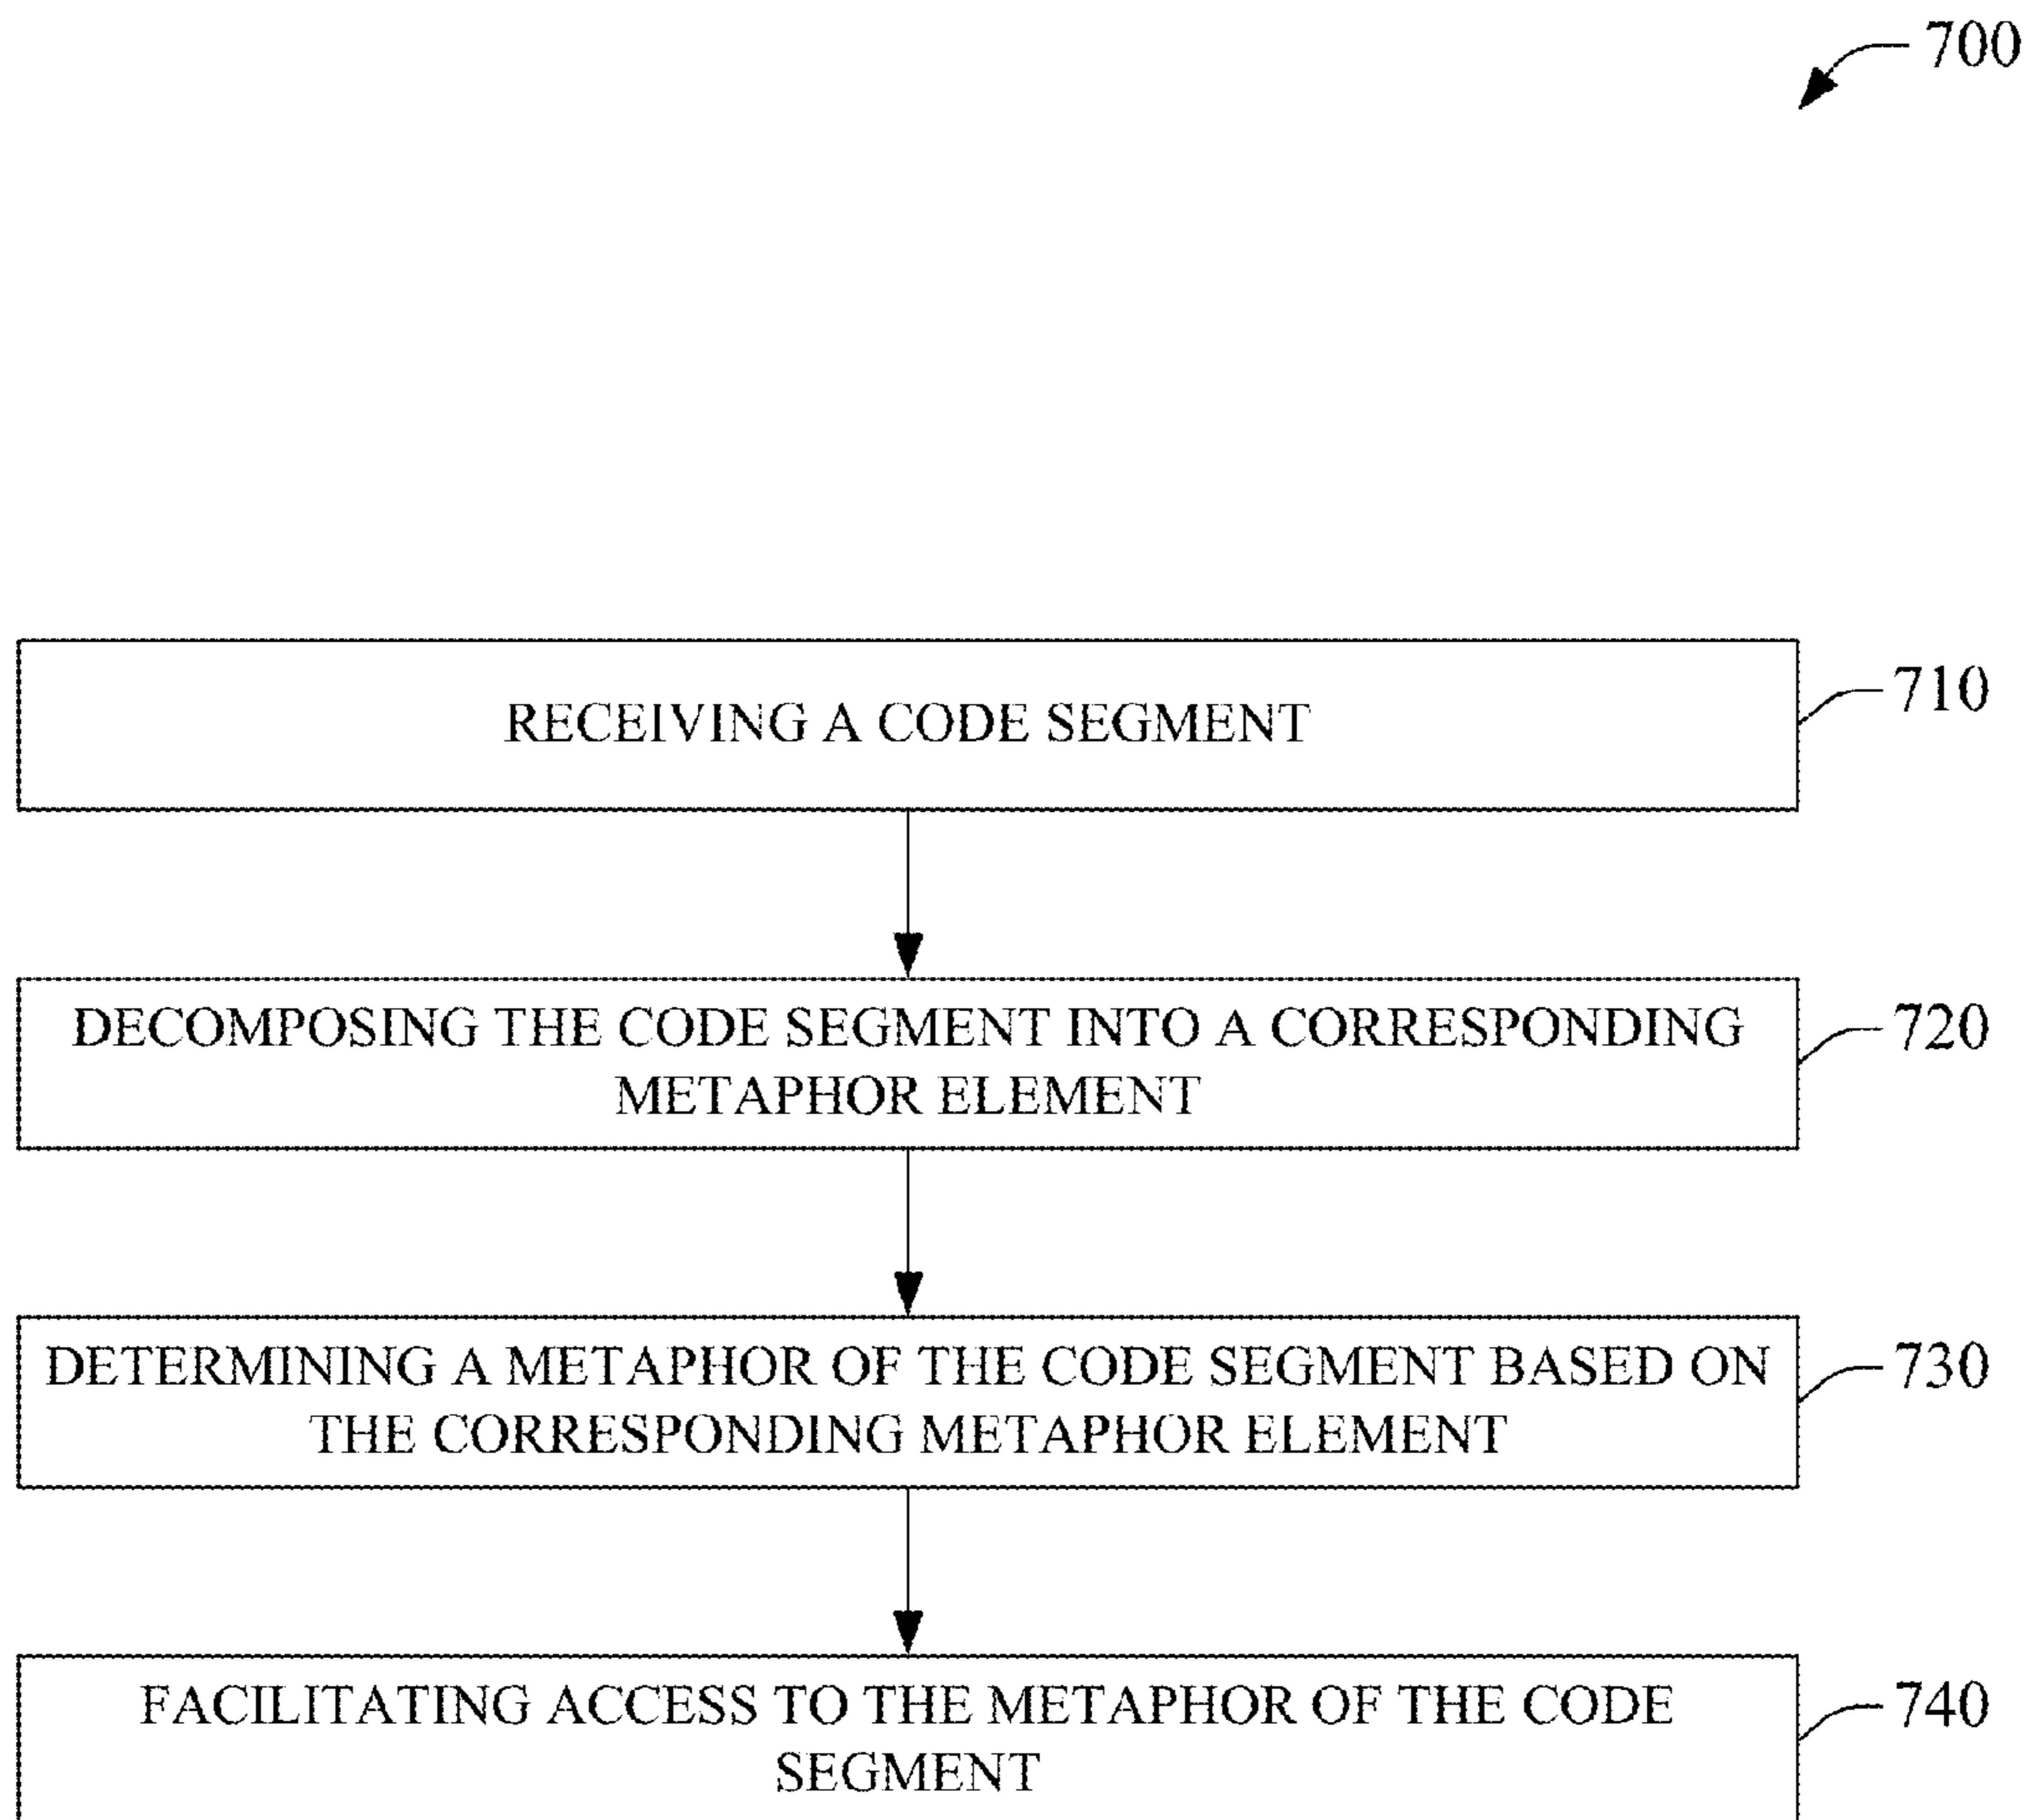 700
RECEIVING A CODE SEGMENT
710
DECOMPOSING THE CODE SEGMENT INTO A CORRESPONDING
METAPHOR ELEMENT
720
DETERMINING A METAPHOR OF THE CODE SEGMENT BASED ON
THE CORRESPONDING METAPHOR ELEMENT
730
FACILITATING ACCESS TO THE METAPHOR OF THE CODE
SEGMENT
740